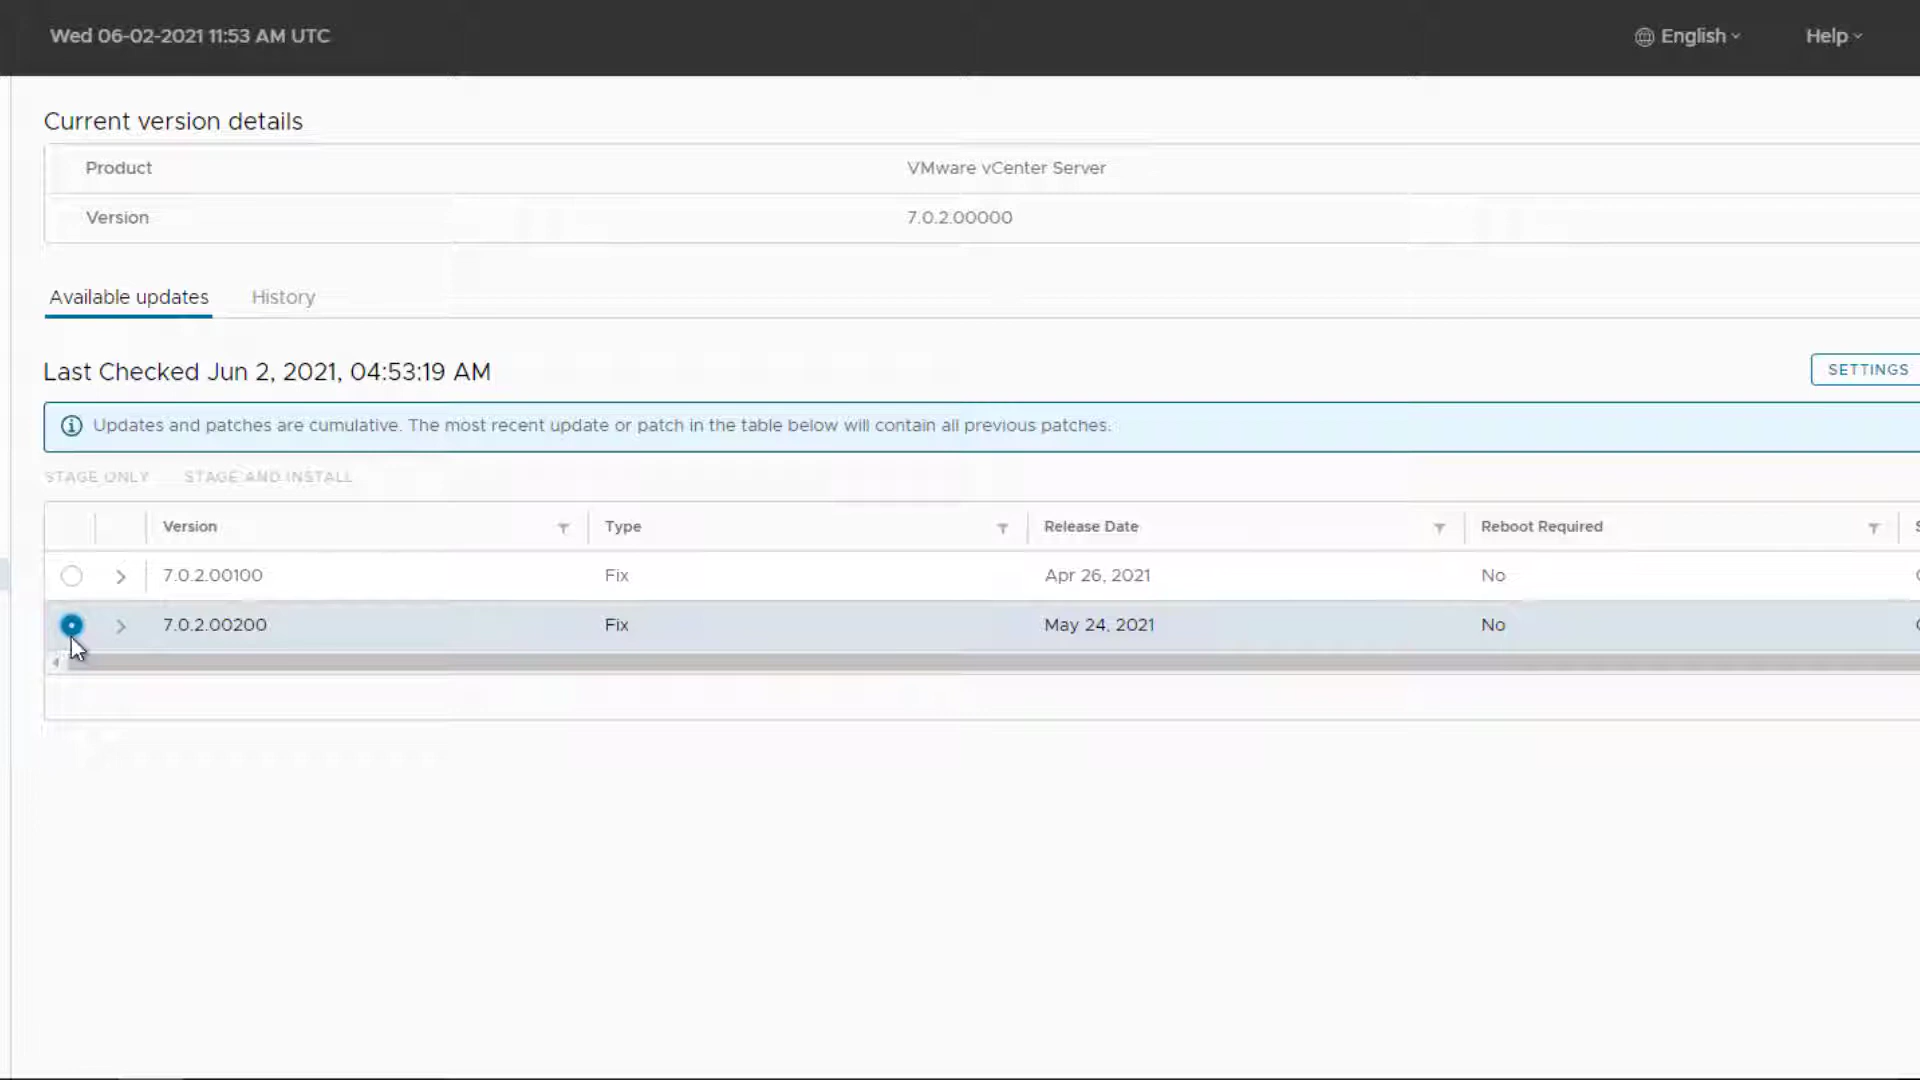 Wed 06-02-2021 11:53 AM UTC English Help
Current version details
Product VMware vCenter Server
Version 7.0.2.00000
Available updates History
Last Checked Jun 2, 2021, 04:53:19 AM SETTINGS
Updates and patches are cumulative. The most recent update or patch in the table below will contain all previous patches.
STAGE ONLY STAGE AND INSTALL
Version Type Release Date Reboot Required
7.0.2.00100 Fix Apr 26, 2021 No
7.0.2.00200 Fix May 24, 2021 No